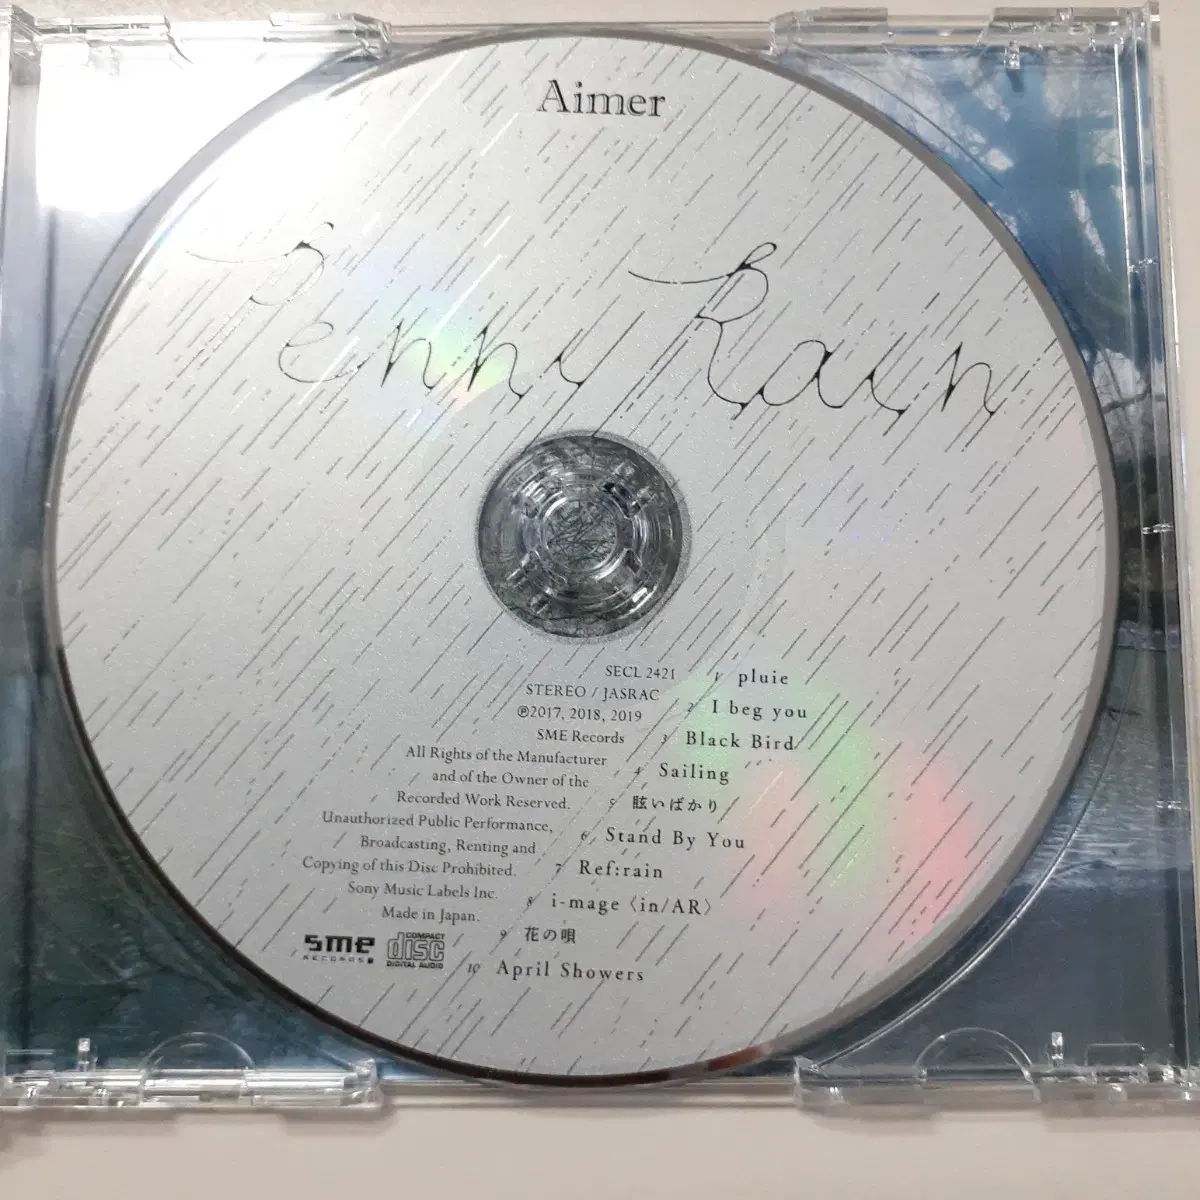 Aimer
Penny Rain
SECL 2421
STEREO / JASRAC
℗2017, 2018, 2019
SME Records
All Rights of the Manufacturer
and of the Owner of the
Recorded Work Reserved.
Unauthorized Public Performance,
Broadcasting, Renting and
Copying of this Disc Prohibited.
Sony Music Labels Inc.
Made in Japan.
sme
RECORDS
COMPACT
disc
DIGITAL AUDIO
1 pluie
2 I beg you
3 Black Bird
4 Sailing
5 眩いばかり
6 Stand By You
7 Ref:rain
8 i-mage〈in/AR〉
9 花の唄
10 April Showers